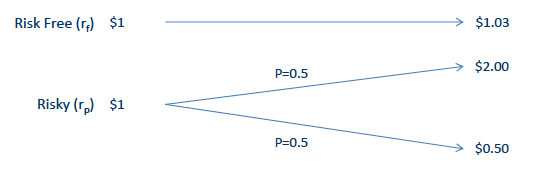 Risk Free (rf) $1 $1.03
$2.00
P=0.5
Risky (rp) $1
P=0.5
$0.50